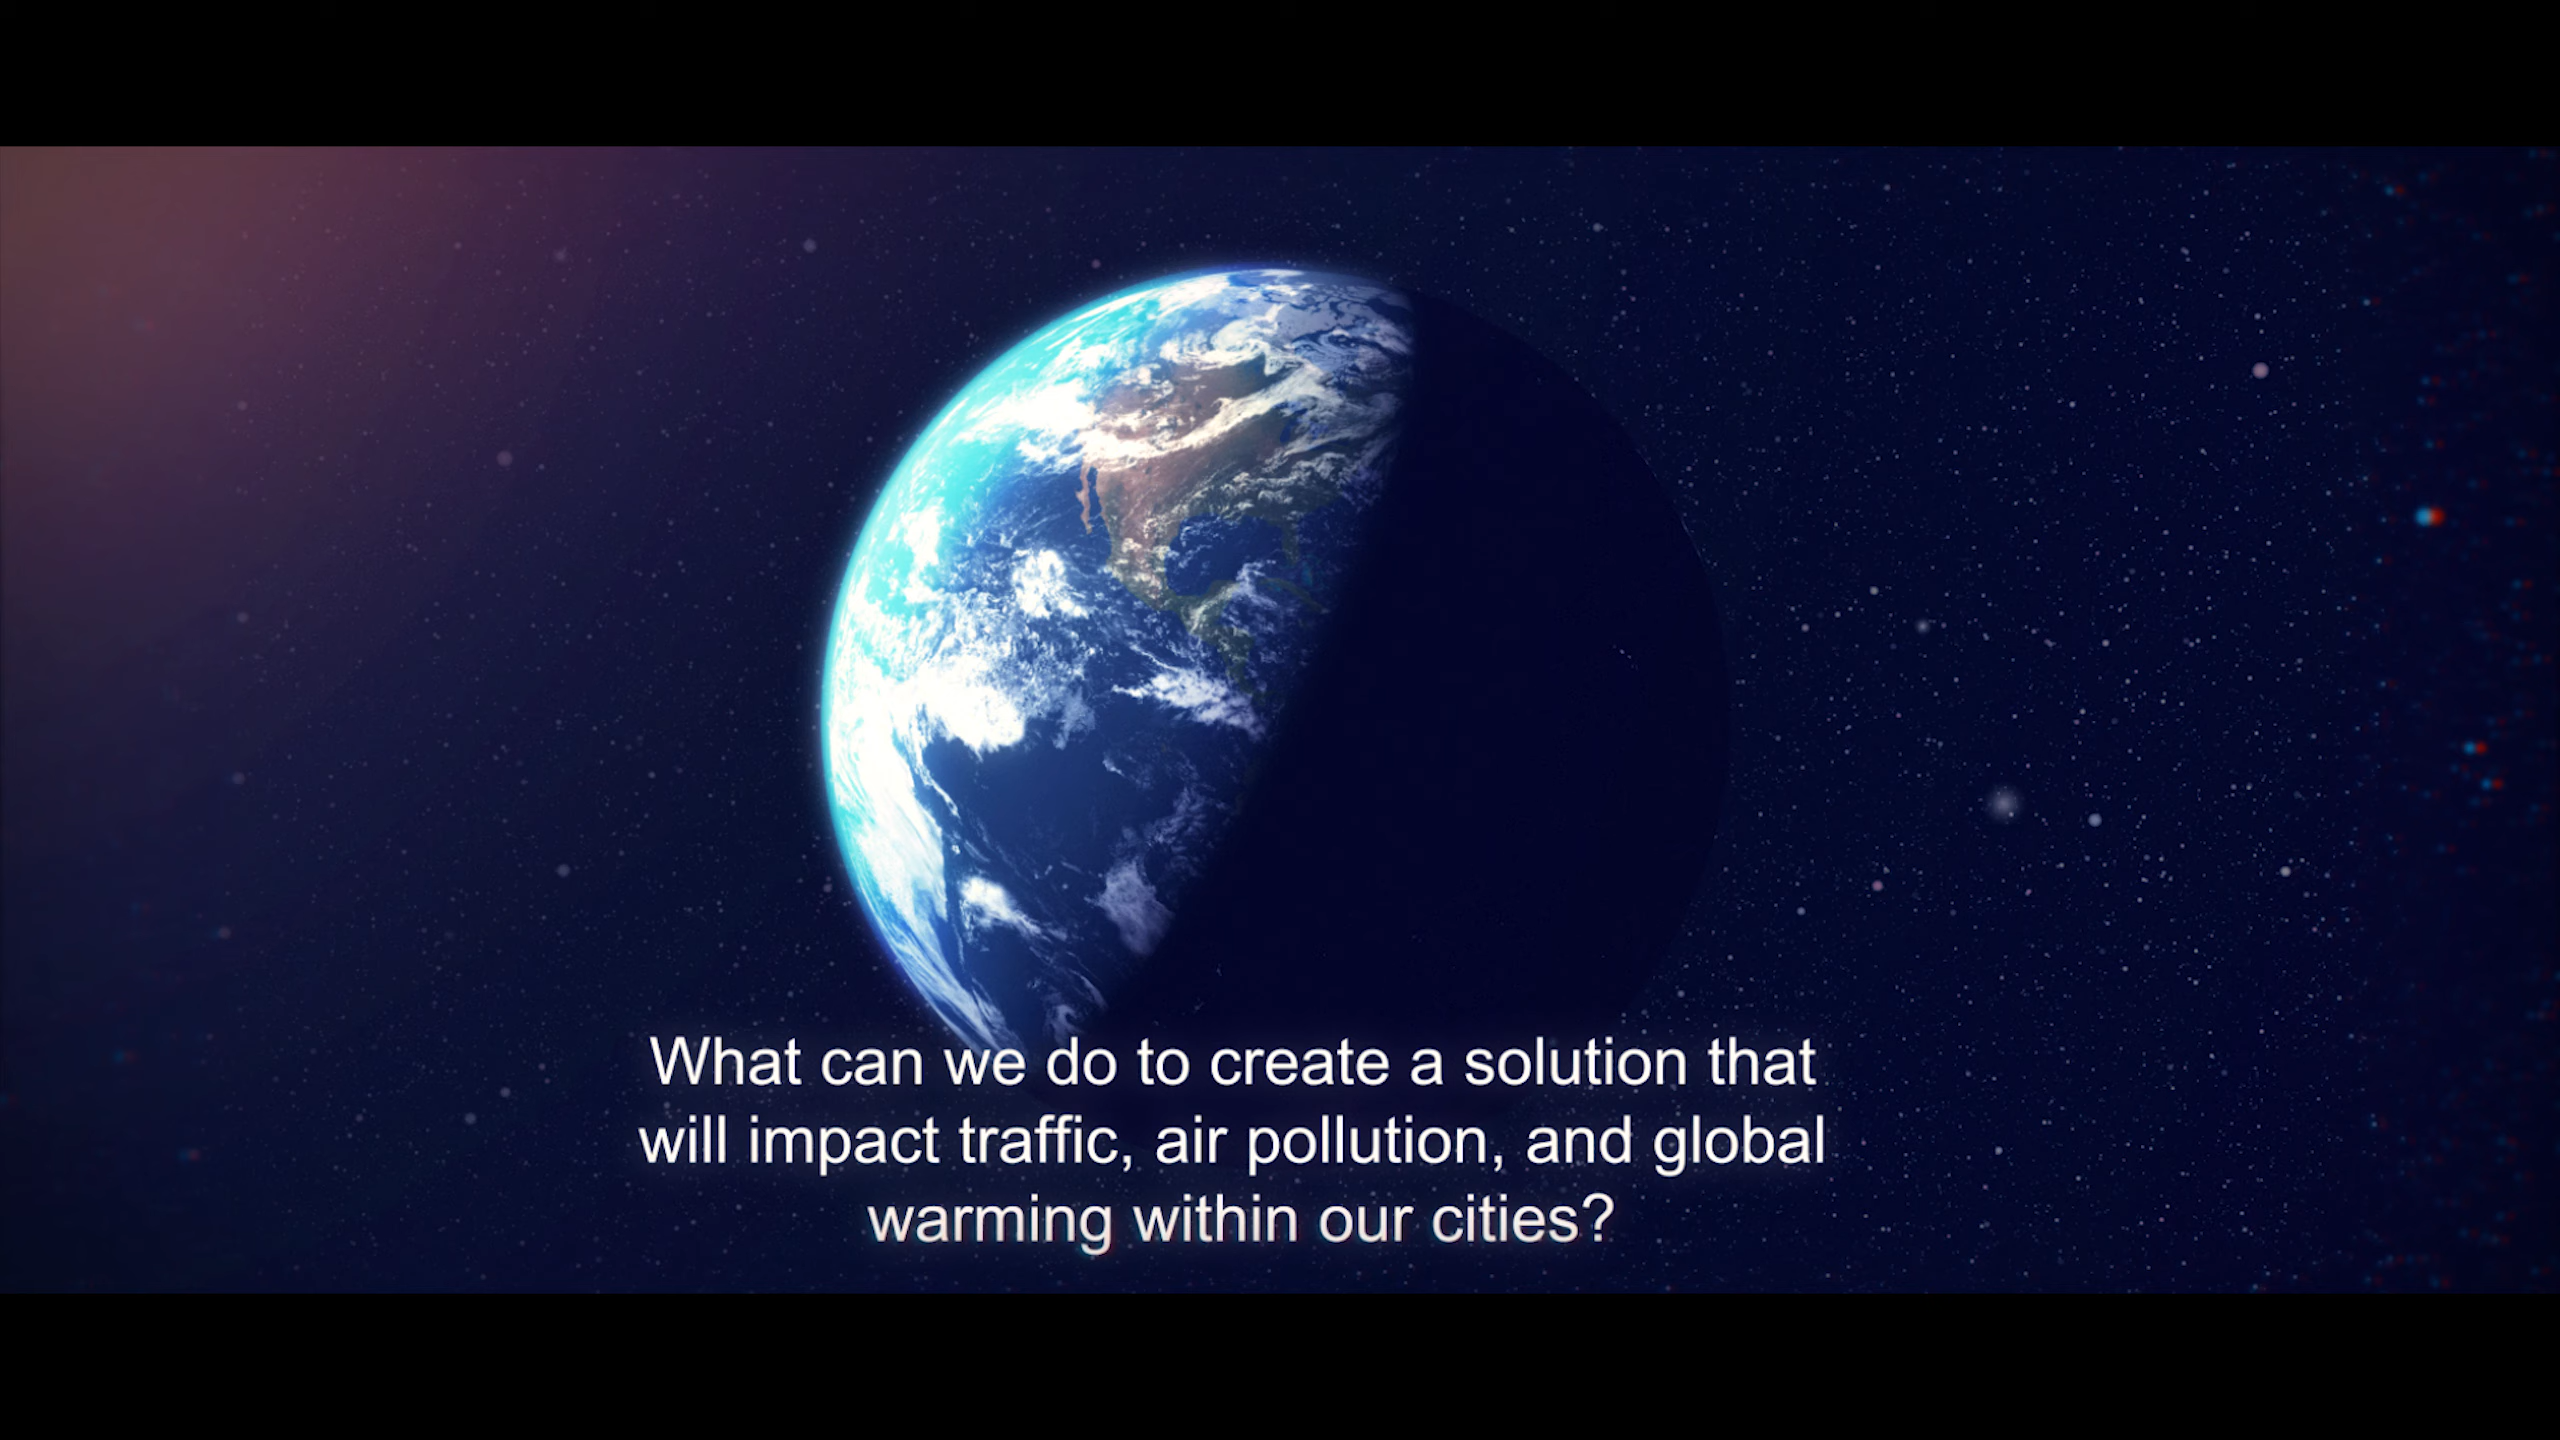 What can we do to create a solution that
will impact traffic, air pollution, and global
warming within our cities?